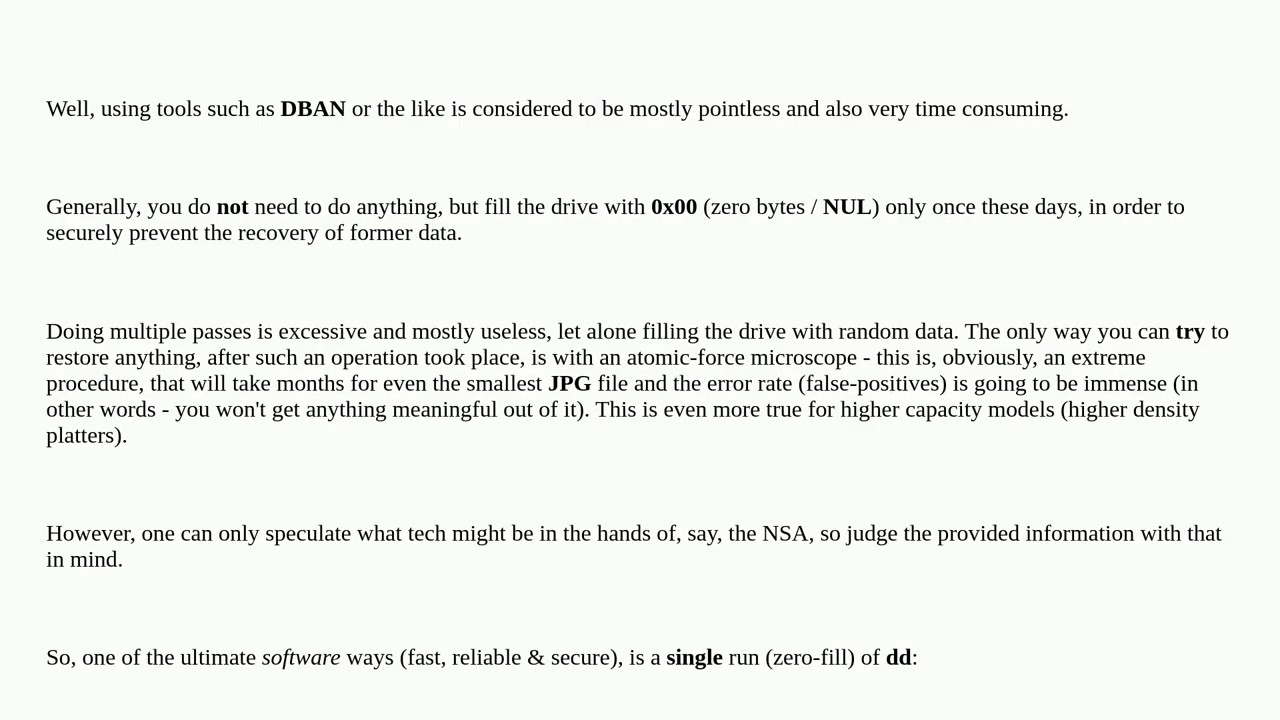 Well, using tools such as DBAN or the like is considered to be mostly pointless and also very time consuming.
Generally, you do not need to do anything, but fill the drive with 0x00 (zero bytes / NUL) only once these days, in order to
securely prevent the recovery of former data.
Doing multiple passes is excessive and mostly useless, let alone filling the drive with random data. The only way you can try to
restore anything, after such an operation took place, is with an atomic-force microscope - this is, obviously, an extreme
procedure, that will take months for even the smallest JPG file and the error rate (false-positives) is going to be immense (in
other words - you won't get anything meaningful out of it). This is even more true for higher capacity models (higher density
platters).
However, one can only speculate what tech might be in the hands of, say, the NSA, so judge the provided information with that
in mind.
So, one of the ultimate software ways (fast, reliable & secure), is a single run (zero-fill) of dd: